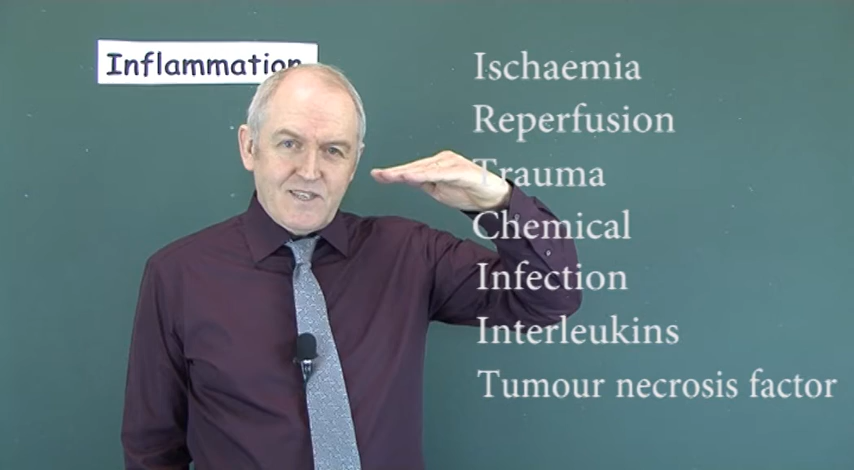 Inflammation
Ischaemia
Reperfusion
Trauma
Chemical
Infection
Interleukins
Tumour necrosis factor